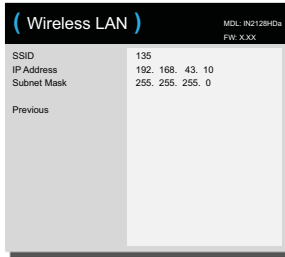 ( Wireless LAN )
MDL: IN2128HDa
FW: X.XX
SSID 135
IP Address 192. 168. 43. 10
Subnet Mask 255. 255. 255. 0
Previous